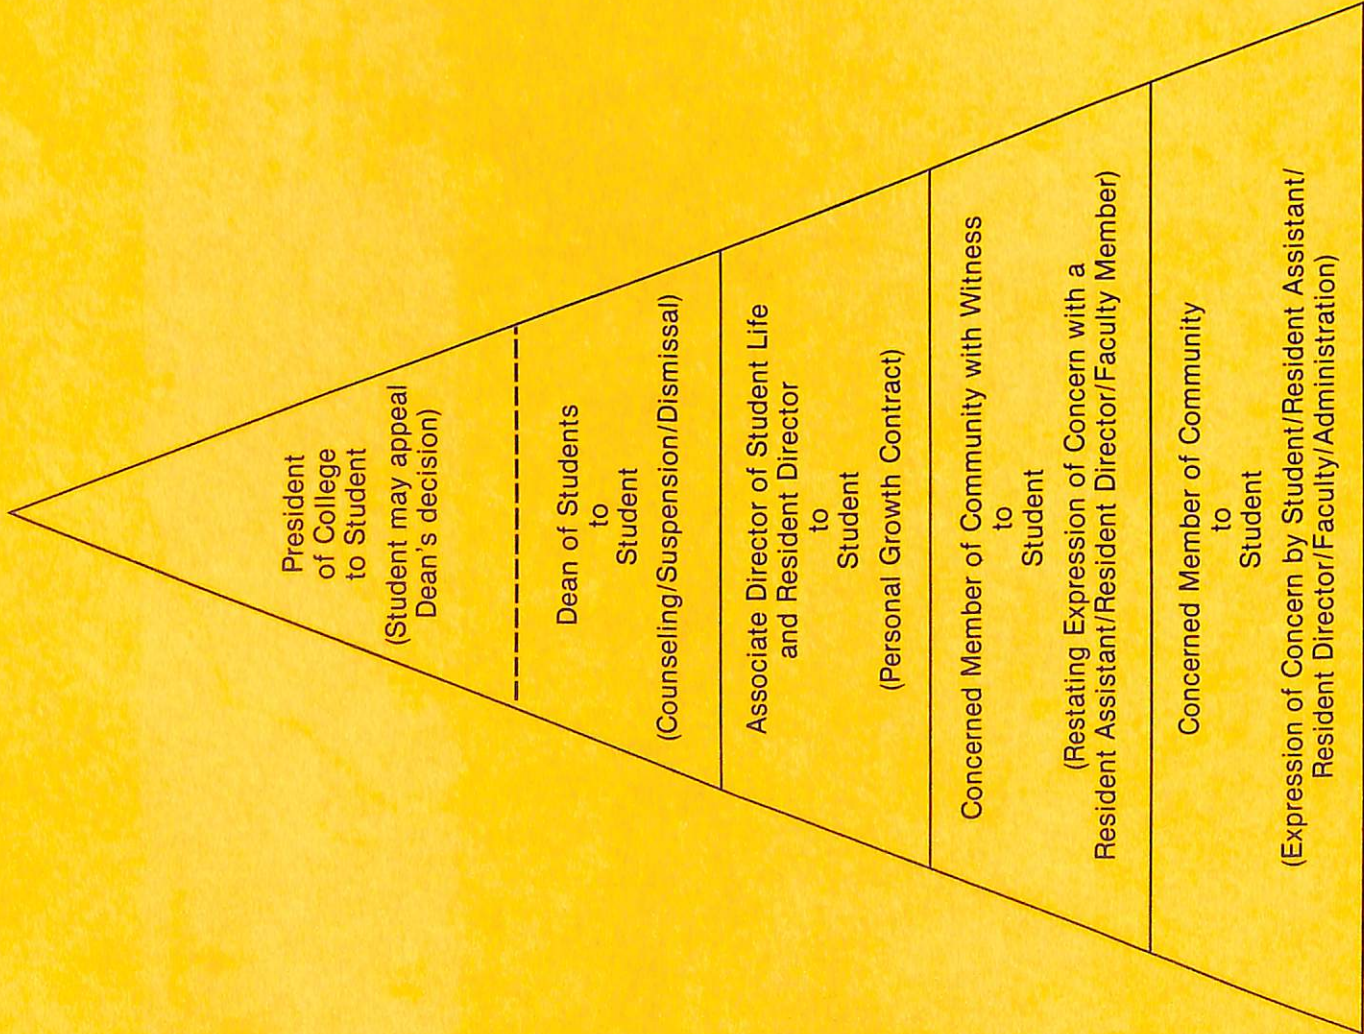 President
of College
to Student
(Student may appeal
Dean's decision)
Dean of Students
to
Student
(Counseling/Suspension/Dismissal)
Associate Director of Student Life
and Resident Director
to
Student
(Personal Growth Contract)
Concerned Member of Community with Witness
to
Student
(Restating Expression of Concern with a
Resident Assistant/Resident Director/Faculty Member)
Concerned Member of Community
to
Student
(Expression of Concern by Student/Resident Assistant/
Resident Director/Faculty/Administration)